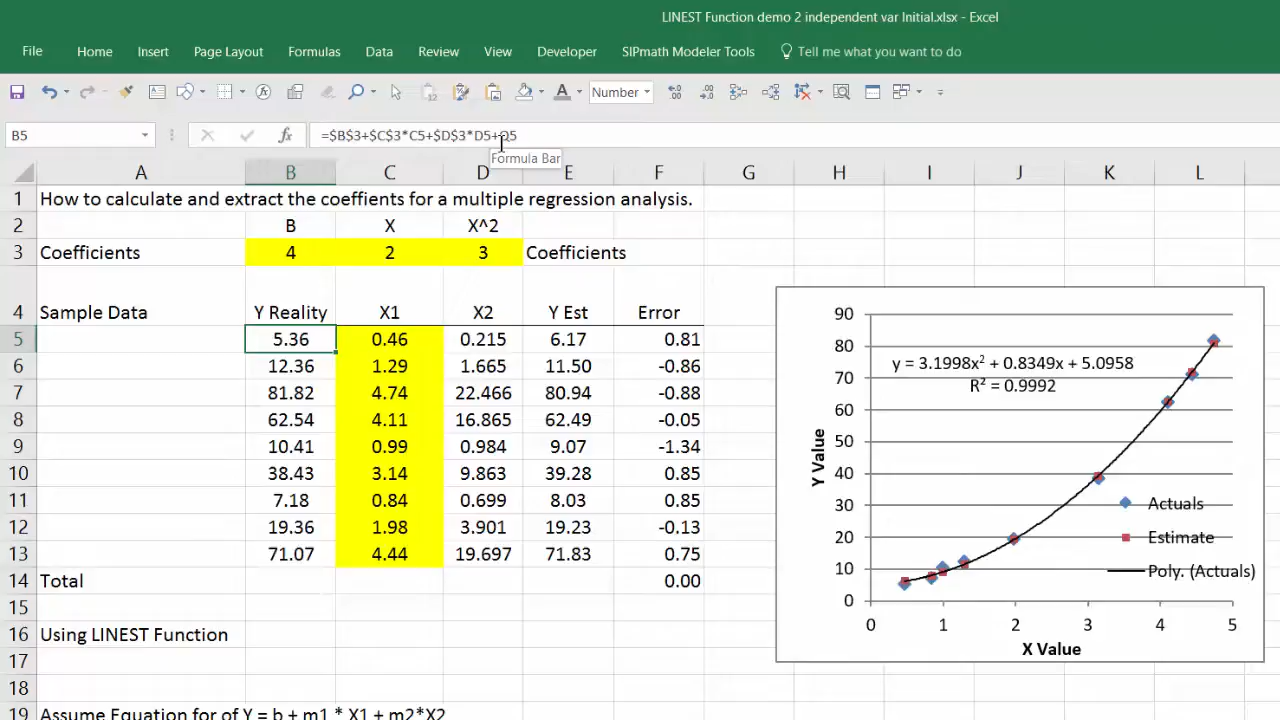 LINEST Function demo 2 independent var Initial.xlsx - Excel
File Home Insert Page Layout Formulas Data Review View Developer SIPmath Modeler Tools Tell me what you want to do
Number
B5 fx =$B$3+$C$3*C5+$D$3*D5+Q5
Formula Bar
A B C D E F G H I J K L
1 How to calculate and extract the coeffients for a multiple regression analysis.
2 B X X^2
3 Coefficients 4 2 3 Coefficients
4 Sample Data Y Reality X1 X2 Y Est Error
5 5.36 0.46 0.215 6.17 0.81
6 12.36 1.29 1.665 11.50 -0.86
7 81.82 4.74 22.466 80.94 -0.88
8 62.54 4.11 16.865 62.49 -0.05
9 10.41 0.99 0.984 9.07 -1.34
10 38.43 3.14 9.863 39.28 0.85
11 7.18 0.84 0.699 8.03 0.85
12 19.36 1.98 3.901 19.23 -0.13
13 71.07 4.44 19.697 71.83 0.75
14 Total 0.00
15
16 Using LINEST Function
17
18
19 Assume Equation for of Y = b + m1 * X1 + m2*X2
90
80
70
60
50
40
30
20
10
0
y = 3.1998x² + 0.8349x + 5.0958
R² = 0.9992
Y Value
Actuals
Estimate
Poly. (Actuals)
0 1 2 3 4 5
X Value